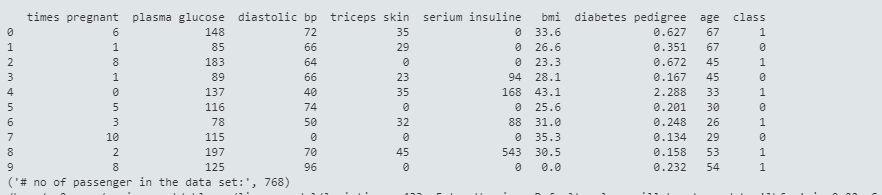 times pregnant plasma glucose diastolic bp triceps skin serium insuline bmi diabetes pedigree age class
0 6 148 72 35 0 33.6 0.627 67 1
1 1 85 66 29 0 26.6 0.351 67 0
2 8 183 64 0 0 23.3 0.672 45 1
3 1 89 66 23 94 28.1 0.167 45 0
4 0 137 40 35 168 43.1 2.288 33 1
5 5 116 74 0 0 25.6 0.201 30 0
6 3 78 50 32 88 31.0 0.248 26 1
7 10 115 0 0 0 35.3 0.134 29 0
8 2 197 70 45 543 30.5 0.158 53 1
9 8 125 96 0 0 0.0 0.232 54 1
('# no of passenger in the data set:', 768)